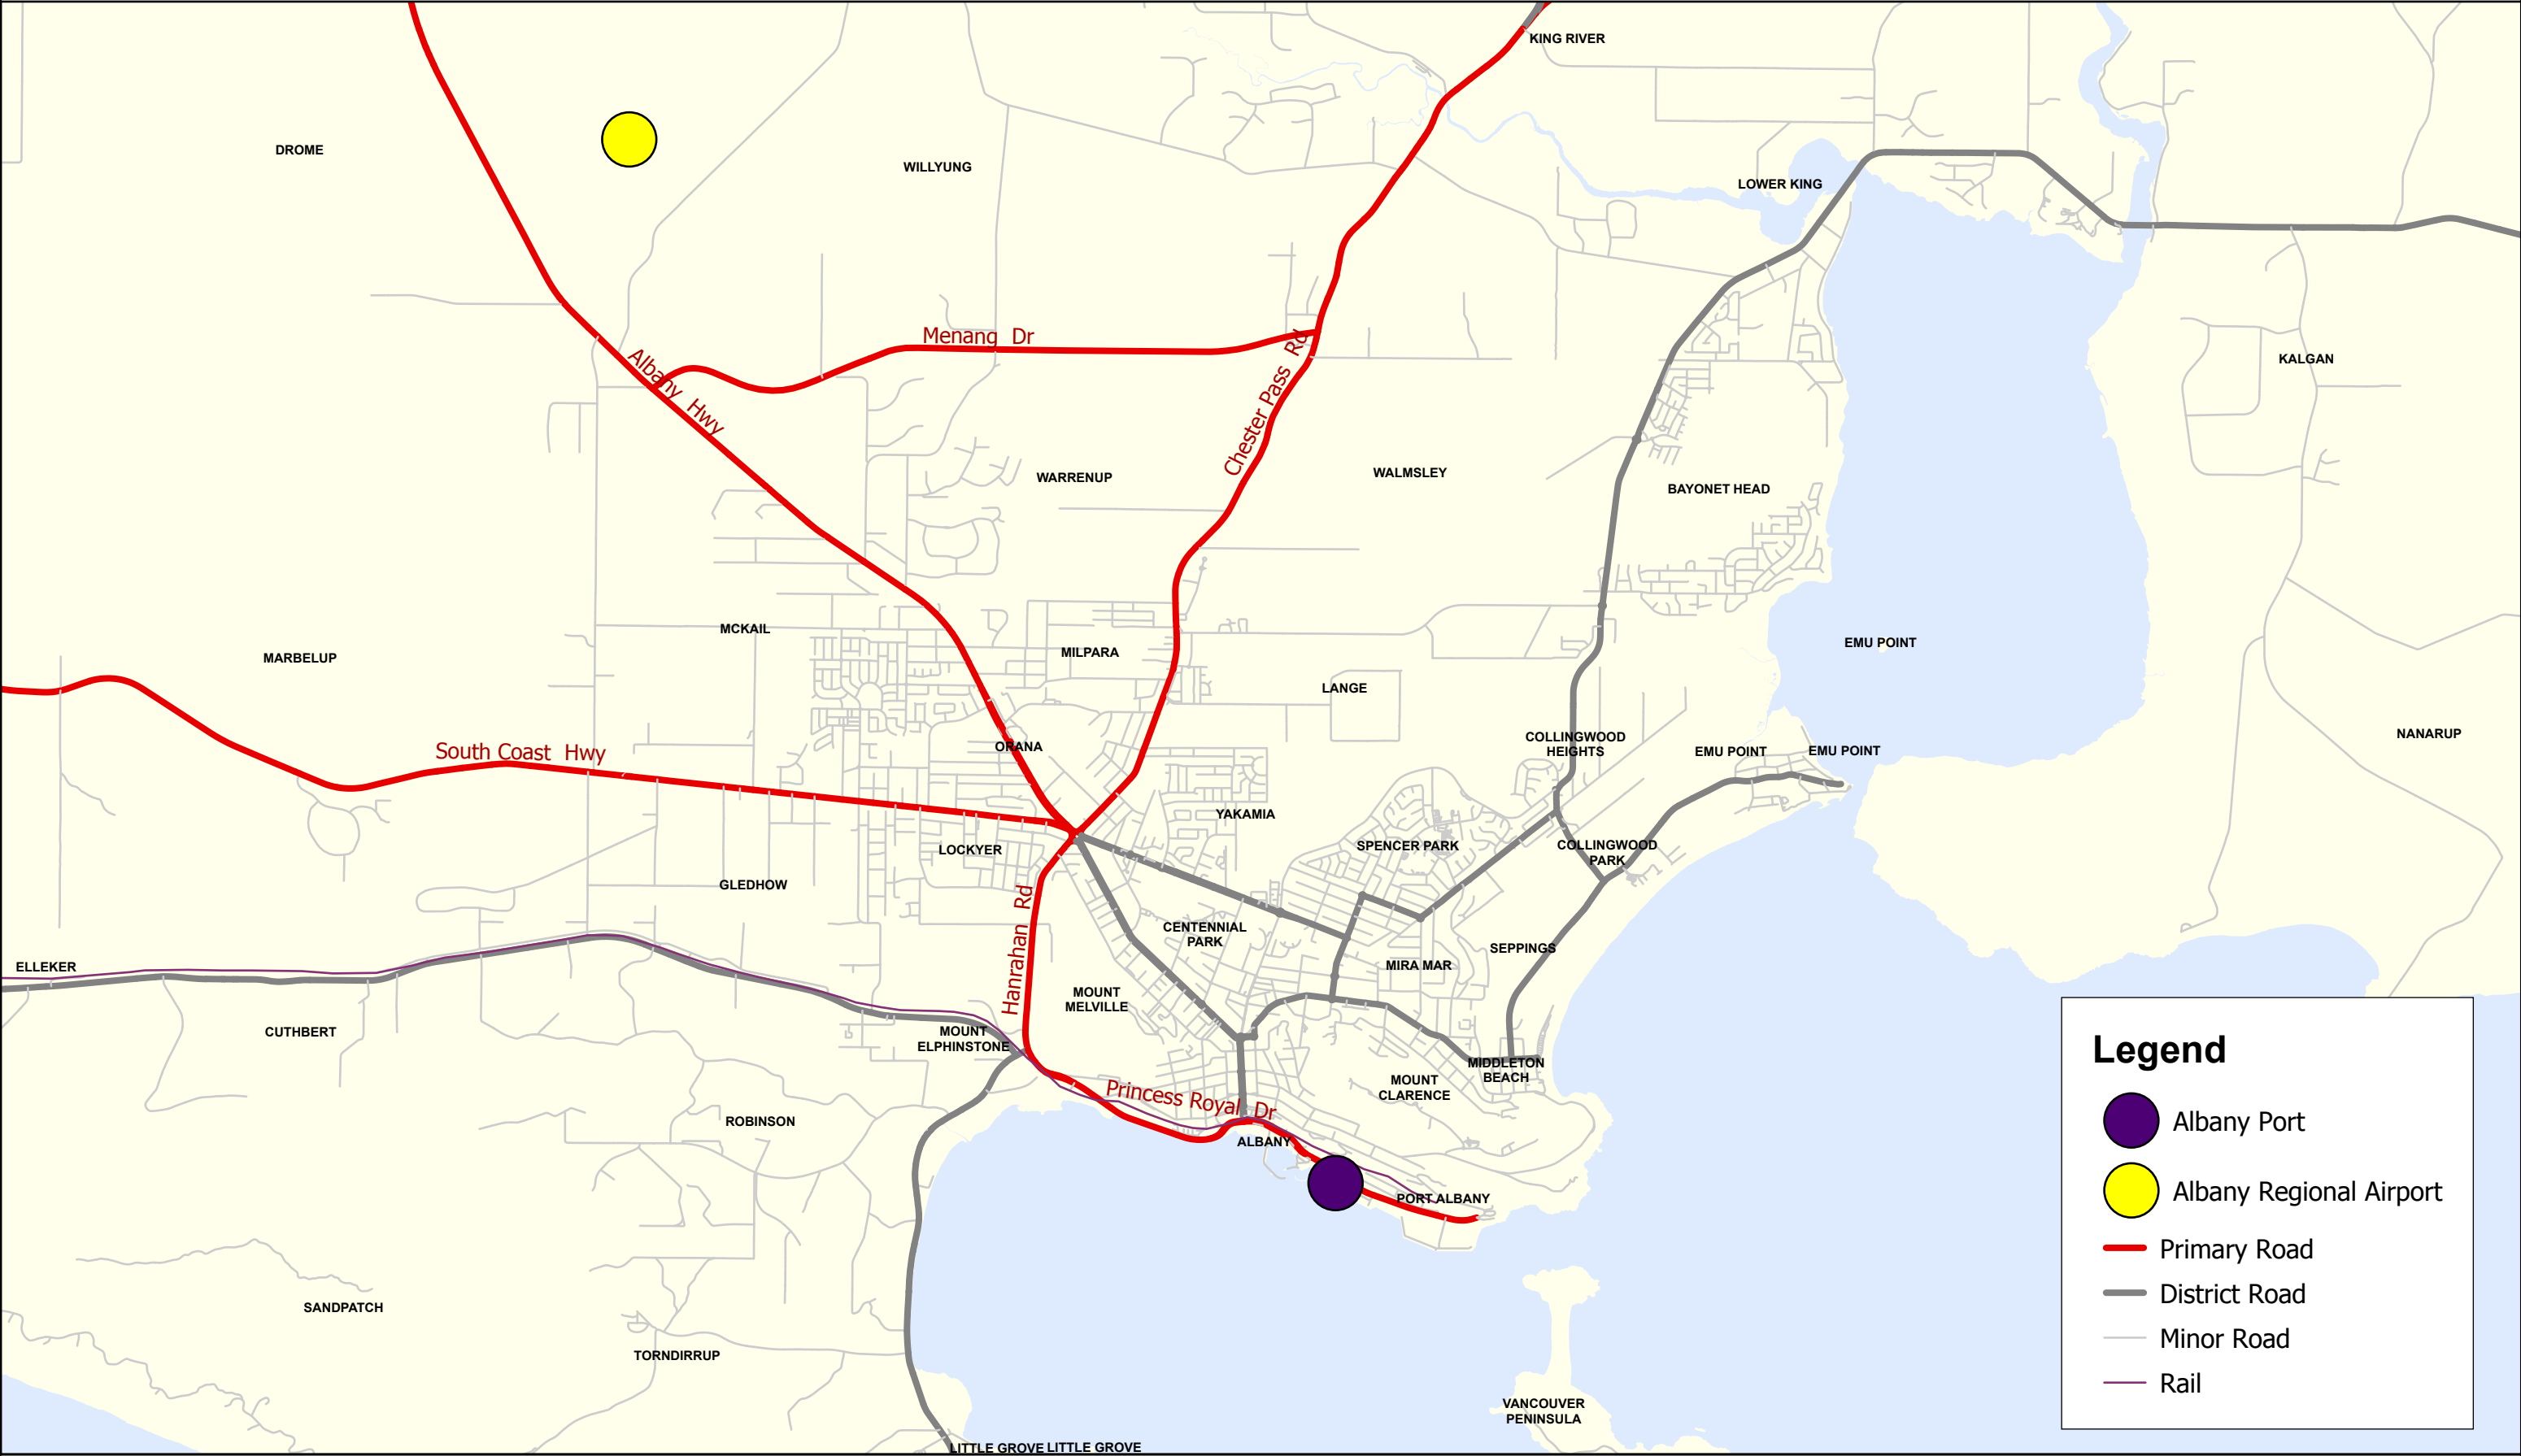 KING RIVER
DROME
WILLYUNG
LOWER KING
Menang Dr
Albany Hwy
Chester Pass Rd
KALGAN
WARRENUP
WALMSLEY
BAYONET HEAD
MCKAIL
MARBELUP
MILPARA
EMU POINT
LANGE
South Coast Hwy
ORANA
COLLINGWOOD
HEIGHTS
EMU POINT
EMU POINT
NANARUP
YAKAMIA
LOCKYER
SPENCER PARK
COLLINGWOOD
PARK
GLEDHOW
Hanrahan Rd
CENTENNIAL
PARK
SEPPINGS
ELLEKER
MIRA MAR
MOUNT
MELVILLE
CUTHBERT
MOUNT
ELPHINSTONE
MIDDLETON
BEACH
MOUNT
CLARENCE
Princess Royal Dr
ROBINSON
ALBANY
PORT ALBANY
SANDPATCH
TORNDIRRUP
VANCOUVER
PENINSULA
LITTLE GROVE LITTLE GROVE
Legend
Albany Port
Albany Regional Airport
Primary Road
District Road
Minor Road
Rail